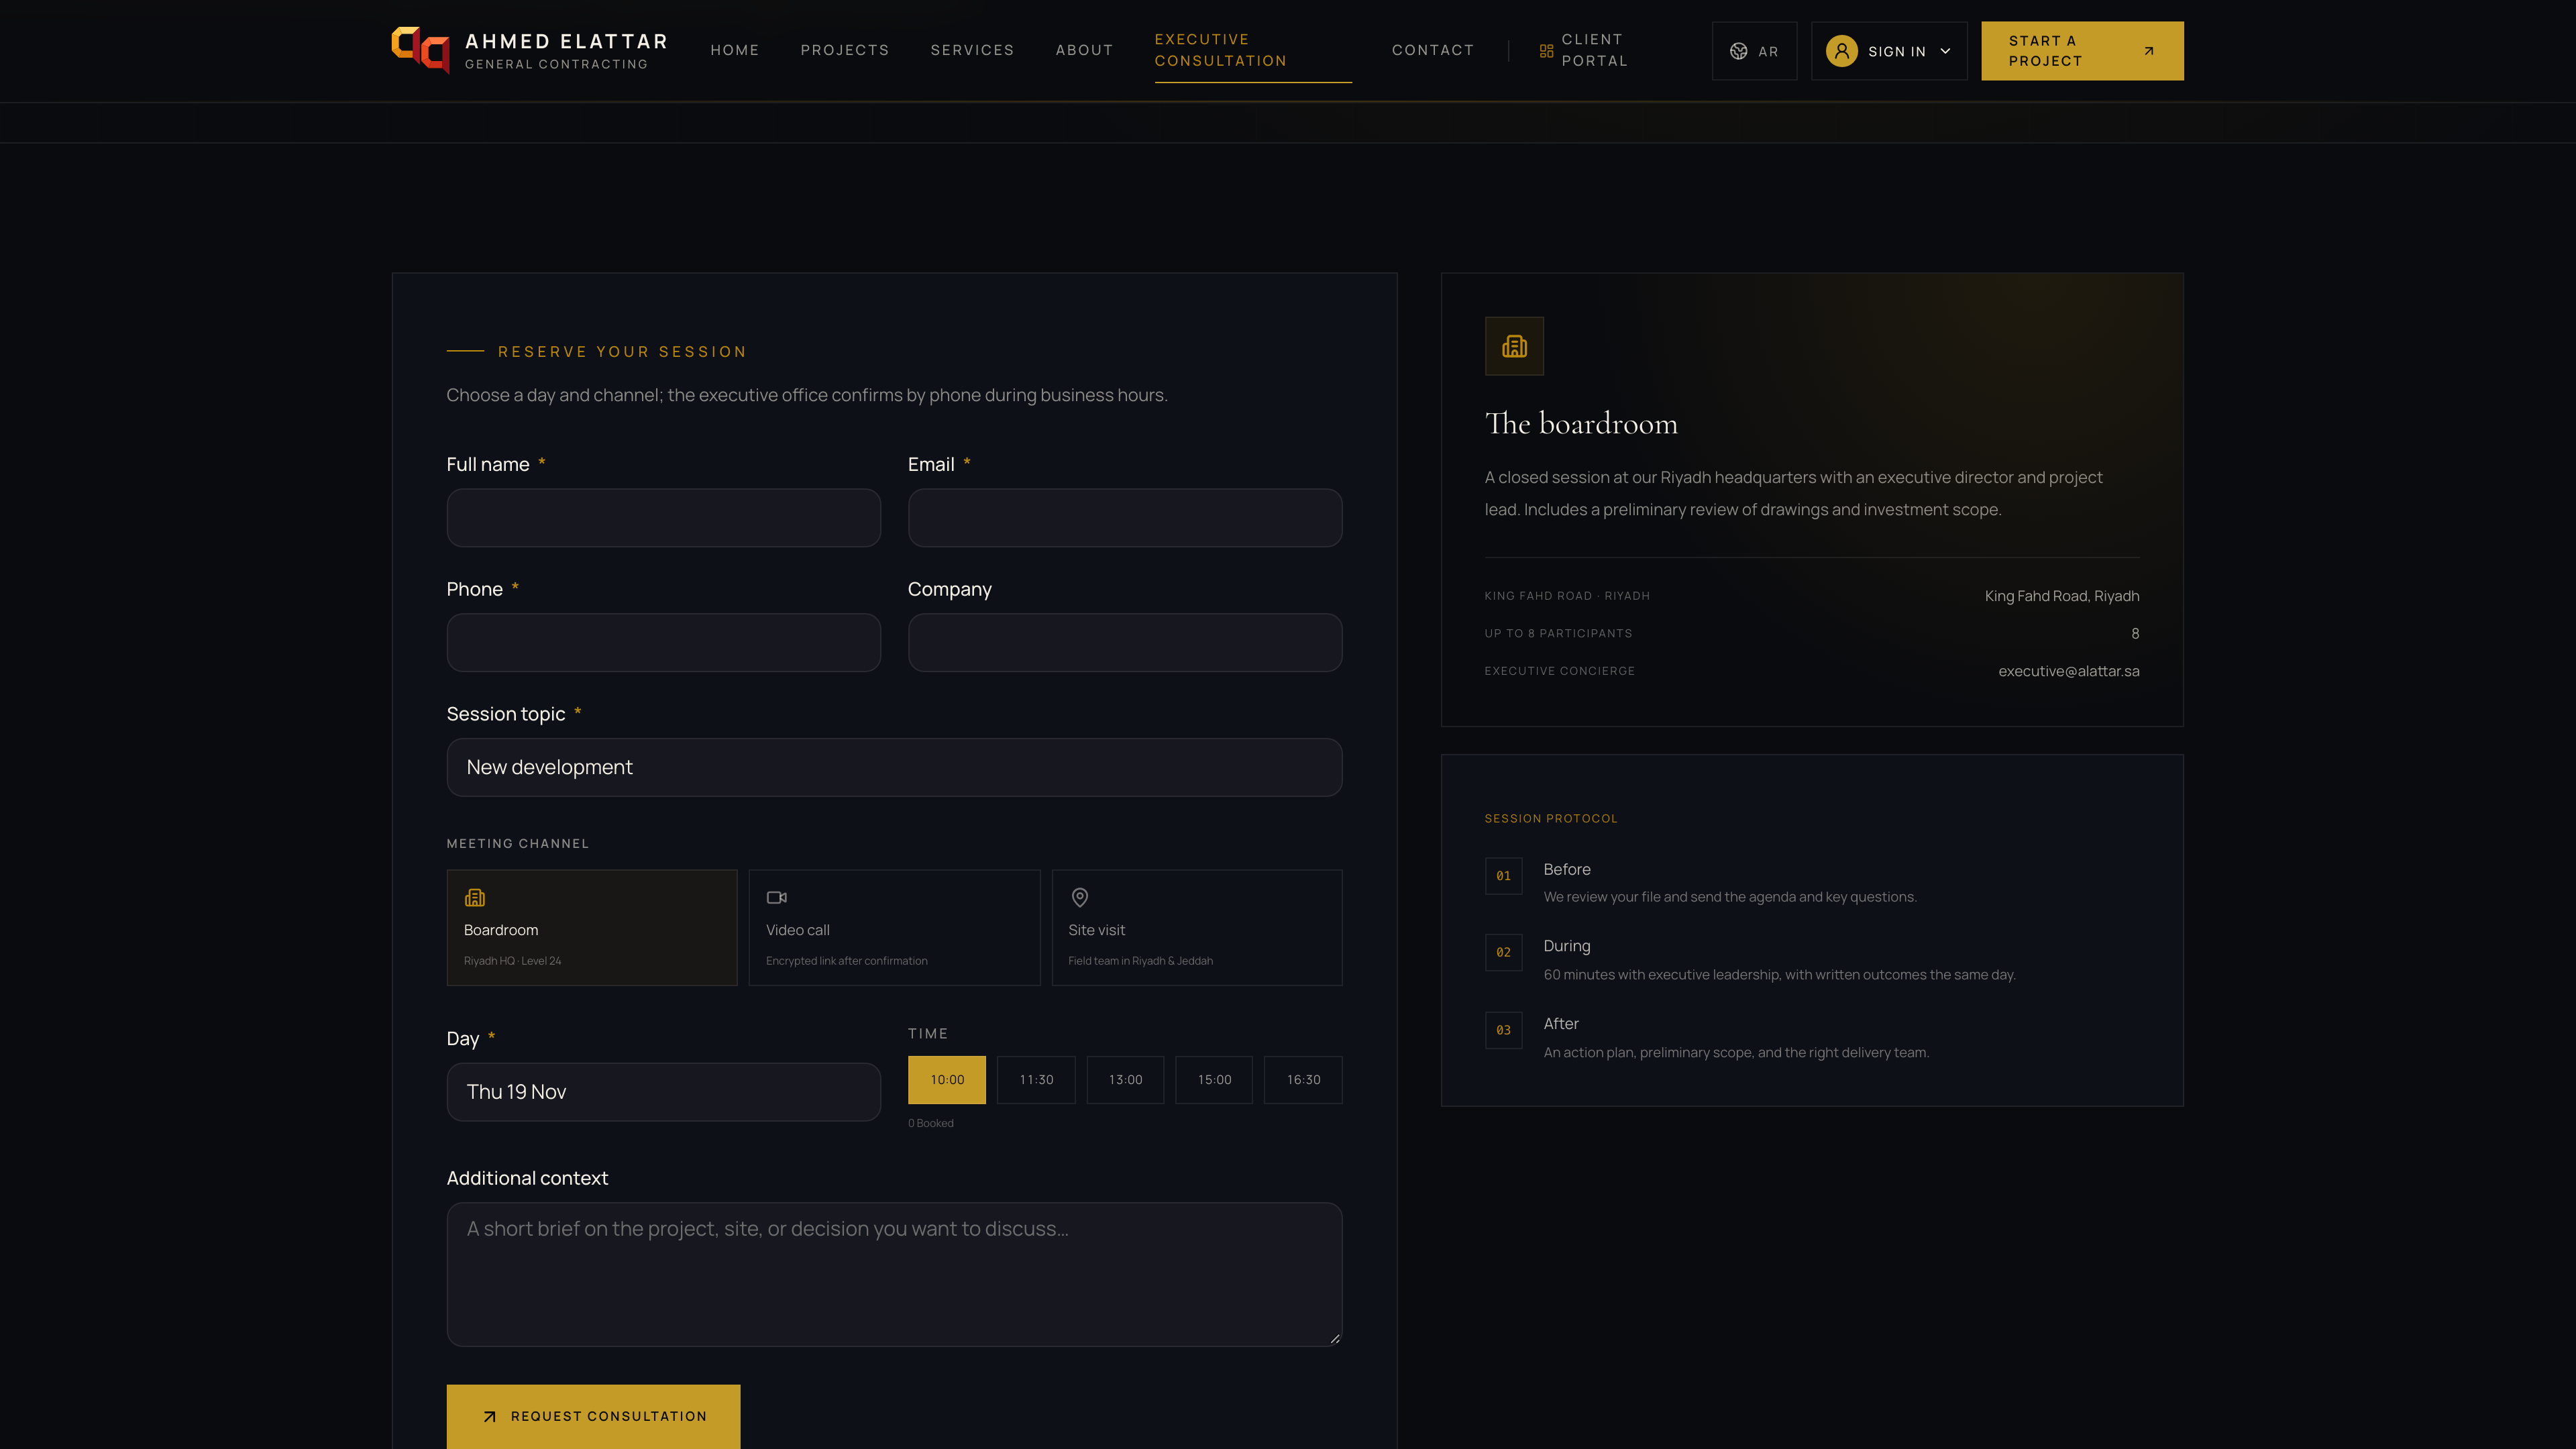 AHMED ELATTAR
GENERAL CONTRACTING
HOME
PROJECTS
SERVICES
ABOUT
EXECUTIVE
CONSULTATION
CONTACT
CLIENT
PORTAL
AR
SIGN IN
START A
PROJECT
RESERVE YOUR SESSION
Choose a day and channel; the executive office confirms by phone during business hours.
Full name *
Email *
Phone *
Company
Session topic *
New development
MEETING CHANNEL
Boardroom
Riyadh HQ · Level 24
Video call
Encrypted link after confirmation
Site visit
Field team in Riyadh & Jeddah
Day *
Thu 19 Nov
TIME
10:00
11:30
13:00
15:00
16:30
0 Booked
Additional context
A short brief on the project, site, or decision you want to discuss…
REQUEST CONSULTATION
The boardroom
A closed session at our Riyadh headquarters with an executive director and project
lead. Includes a preliminary review of drawings and investment scope.
KING FAHD ROAD · RIYADH
King Fahd Road, Riyadh
UP TO 8 PARTICIPANTS
8
EXECUTIVE CONCIERGE
executive@alattar.sa
SESSION PROTOCOL
01
Before
We review your file and send the agenda and key questions.
02
During
60 minutes with executive leadership, with written outcomes the same day.
03
After
An action plan, preliminary scope, and the right delivery team.